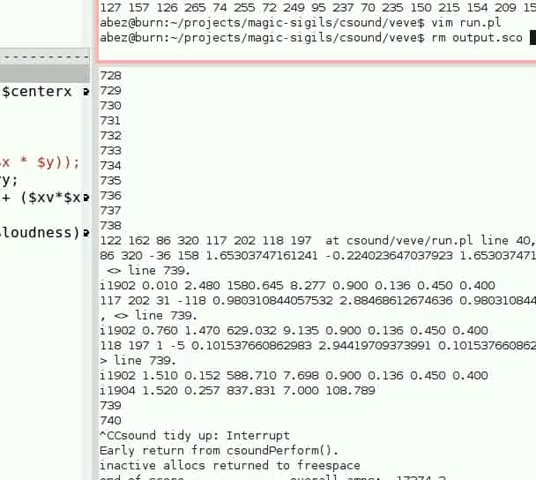 127 157 126 265 74 255 72 249 95 237 70 235 150 215 154 209 15
abez@burn:~/projects/magic-sigils/csound/veve$ vim run.pl
abez@burn:~/projects/magic-sigils/csound/veve$ rm output.sco
----------
$centerx
x * $y));
y;
+ ($xv*$x
loudness)
728
729
730
731
732
733
734
735
736
737
738
122 162 86 320 117 202 118 197  at csound/veve/run.pl line 40,
86 320 -36 158 1.65303747161241 -0.224023647037923 1.653037471
 <> line 739.
i1902 0.010 2.480 1580.645 8.277 0.900 0.136 0.450 0.400
117 202 31 -118 0.980310844057532 2.88468612674636 0.980310844
, <> line 739.
i1902 0.760 1.470 629.032 9.135 0.900 0.136 0.450 0.400
118 197 1 -5 0.101537660862983 2.94419709373991 0.101537660862
> line 739.
i1902 1.510 0.152 588.710 7.698 0.900 0.136 0.450 0.400
i1904 1.520 0.257 837.831 7.000 108.789
739
740
^CCsound tidy up: Interrupt
Early return from csoundPerform().
inactive allocs returned to freespace
end of score. overall amps: 17274.2